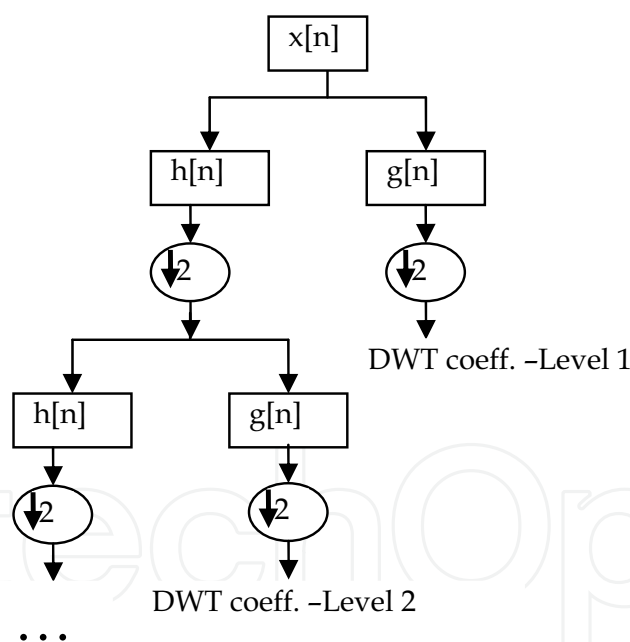 x[n]
h[n]
g[n]
2
2
DWT coeff. –Level 1
h[n]
g[n]
2
2
DWT coeff. –Level 2
...